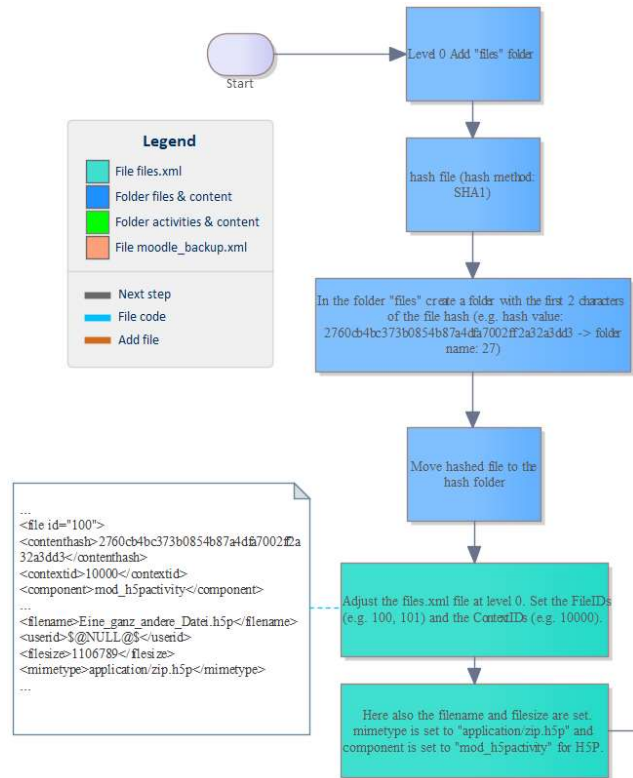 Start
Level 0 Add "files" folder
Legend
File files.xml
Folder files & content
Folder activities & content
File moodle_backup.xml
Next step
File code
Add file
hash file (hash method:
SHA1)
In the folder "files" create a folder with the first 2 characters
of the file hash (e.g. hash value:
2760cb4bc373b0854b87a4dfa7002ff2a32a3dd3 -> folder
name: 27)
Move hashed file to the
hash folder
...
<file id="100">
<contenthash>2760cb4bc373b0854b87a4dfa7002ff2a
32a3dd3</contenthash>
<contextid>10000</contextid>
<component>mod_h5pactivity</component>
...
<filename>Eine_ganz_andere_Datei.h5p</filename>
<userid>$@NULL@$</userid>
<filesize>1106789</filesize>
<mimetype>application/zip.h5p</mimetype>
...
Adjust the files.xml file at level 0. Set the FileIDs
(e.g. 100, 101) and the ContextIDs (e.g. 10000).
Here also the filename and filesize are set.
mimetype is set to "application/zip.h5p" and
component is set to "mod_h5pactivity" for H5P.